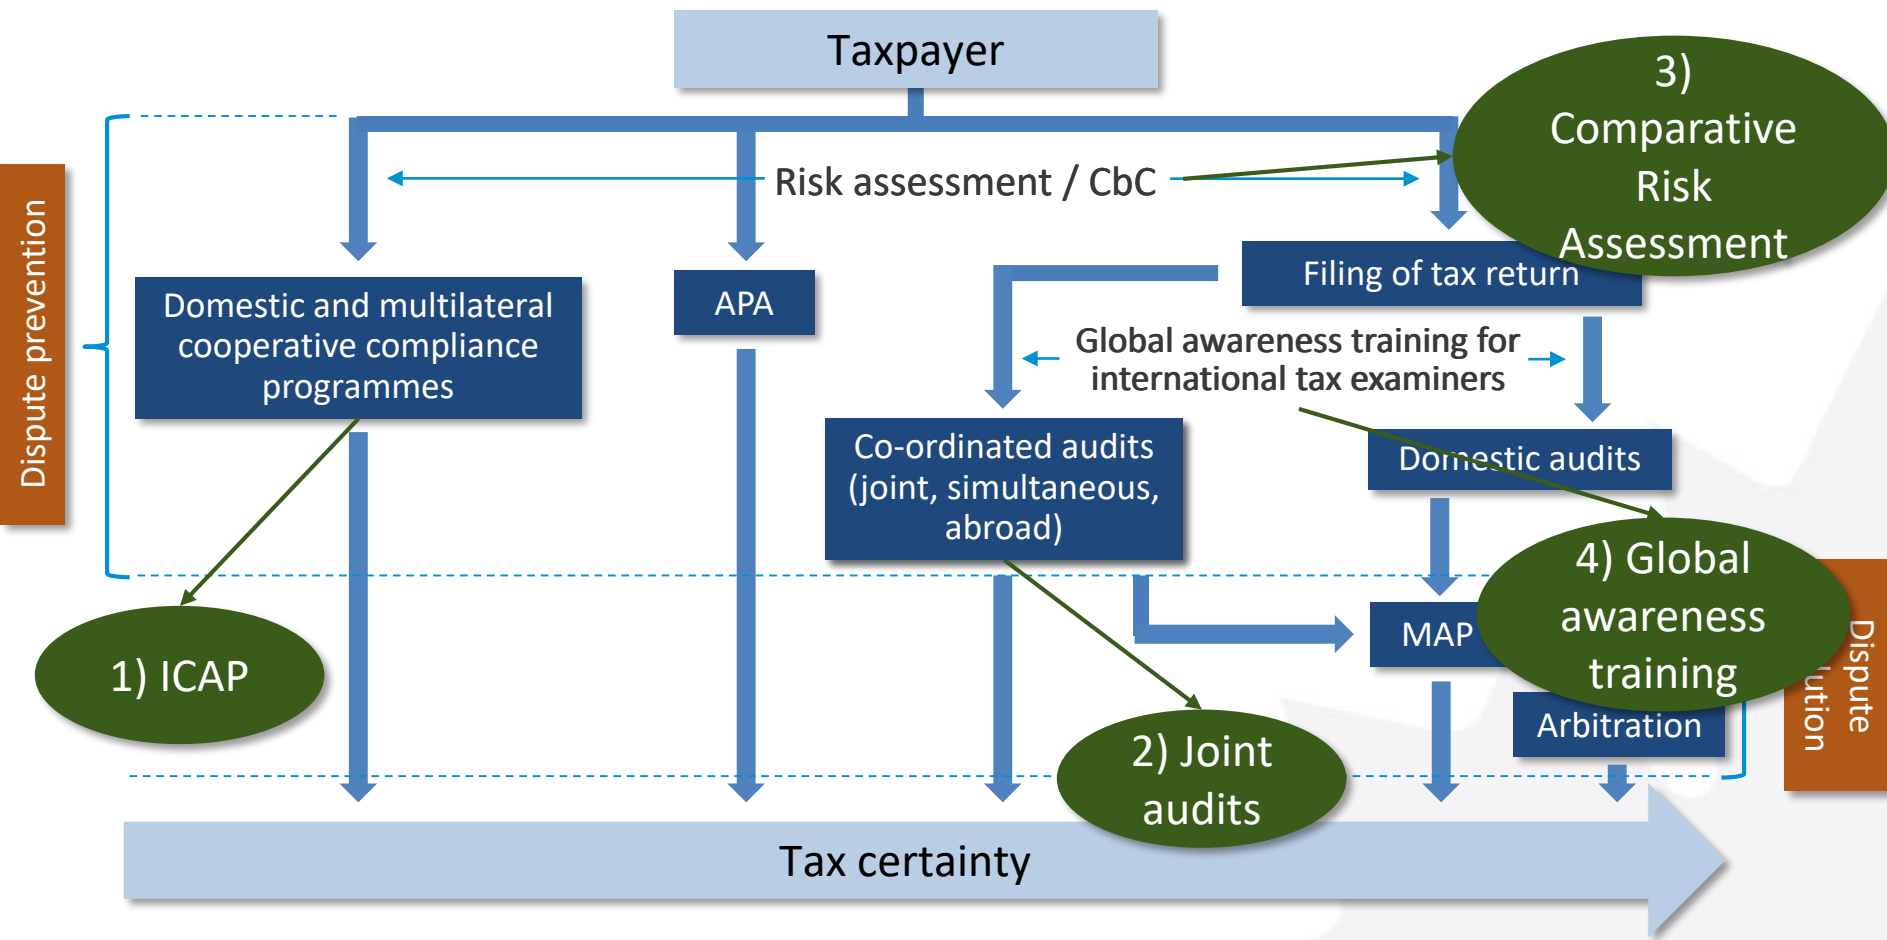 Taxpayer
3)
Comparative
Risk
Assessment
Risk assessment / CbC
Dispute prevention
Filing of tax return
Domestic and multilateral
cooperative compliance
programmes
APA
Global awareness training for
international tax examiners
Co-ordinated audits
(joint, simultaneous,
abroad)
Domestic audits
4) Global
awareness
training
MAP
1) ICAP
Dispute
lution
Arbitration
2) Joint
audits
Tax certainty